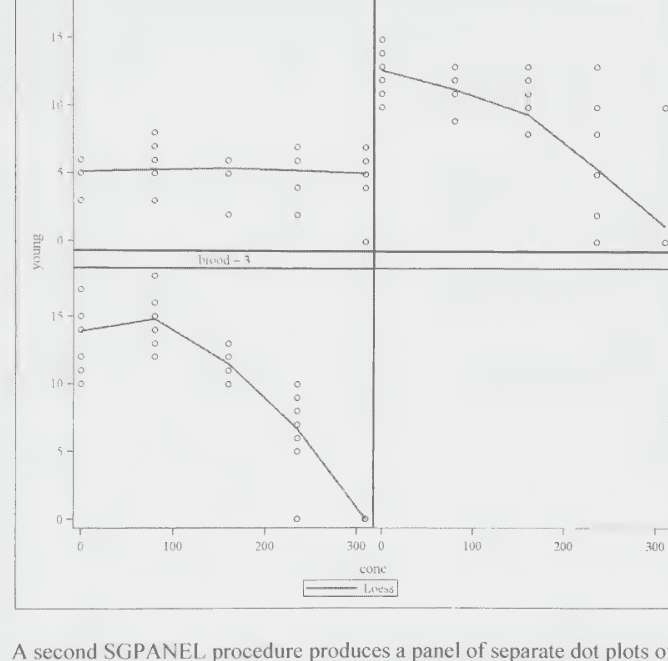 15
10
5
0
young
brood = 3
15
10
5
0
0 100 200 300 0 100 200 300
conc
Loess
A second SGPANEL procedure produces a panel of separate dot plots o